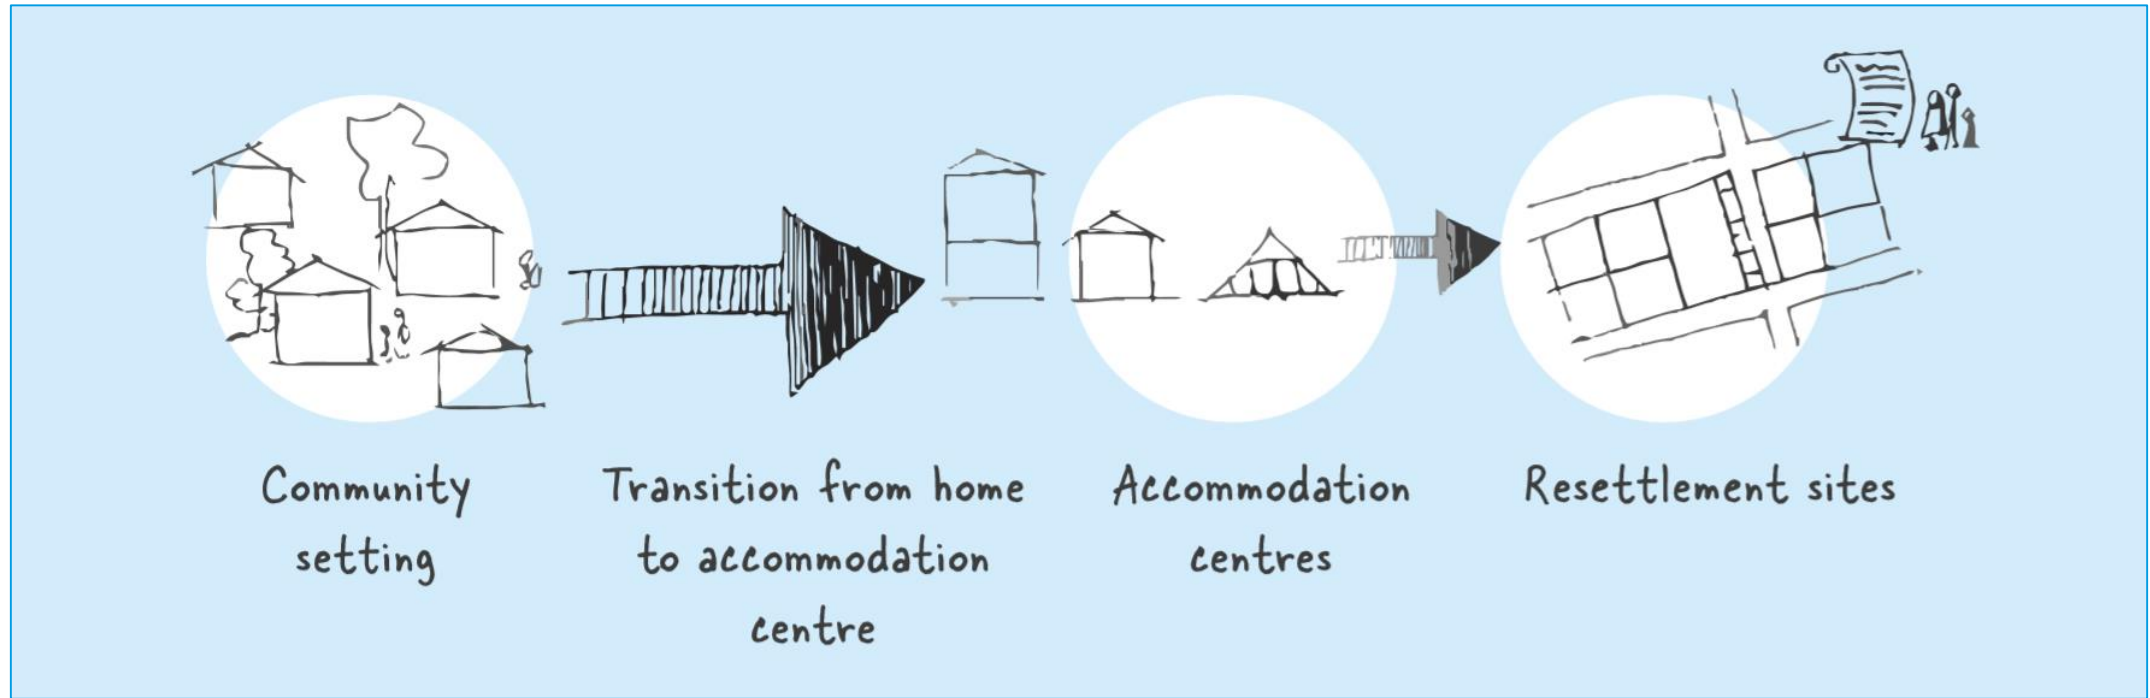 Community
setting
Transition from home
to accommodation
centre
Accommodation
centres
Resettlement sites